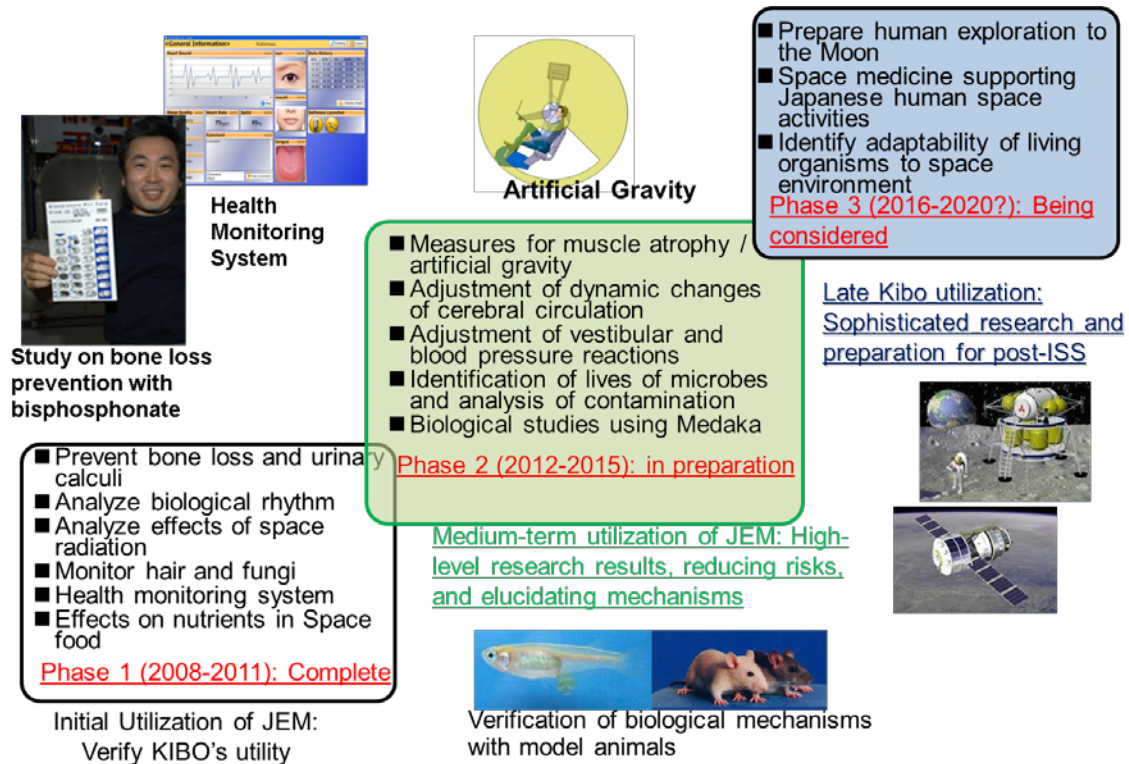 <General Information>
Health
Monitoring
System
Artificial Gravity
Study on bone loss
prevention with
bisphosphonate
■ Prevent bone loss and urinary
calculi
■ Analyze biological rhythm
■ Analyze effects of space
radiation
■ Monitor hair and fungi
■ Health monitoring system
■ Effects on nutrients in Space
food
Phase 1 (2008-2011): Complete
Initial Utilization of JEM:
Verify KIBO's utility
■ Measures for muscle atrophy /
artificial gravity
■ Adjustment of dynamic changes
of cerebral circulation
■ Adjustment of vestibular and
blood pressure reactions
■ Identification of lives of microbes
and analysis of contamination
■ Biological studies using Medaka
Phase 2 (2012-2015): in preparation
Medium-term utilization of JEM: High-
level research results, reducing risks,
and elucidating mechanisms
Verification of biological mechanisms
with model animals
■ Prepare human exploration to
the Moon
■ Space medicine supporting
Japanese human space
activities
■ Identify adaptability of living
organisms to space
environment
Phase 3 (2016-2020?): Being
considered
Late Kibo utilization:
Sophisticated research and
preparation for post-ISS